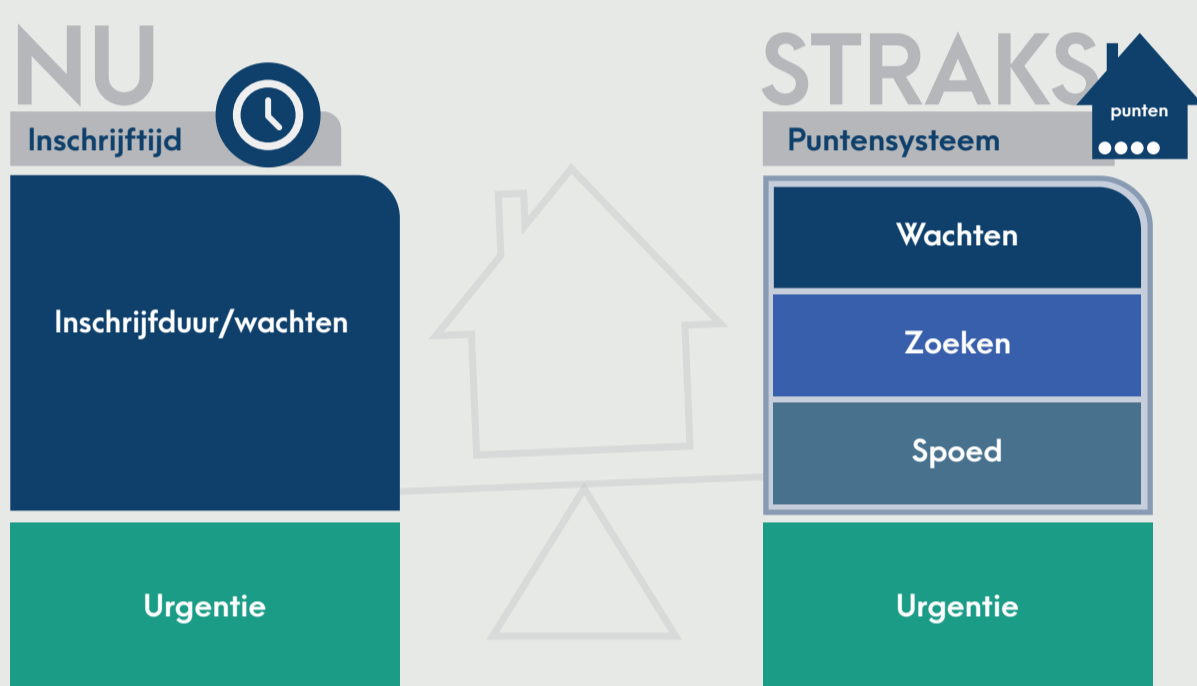 NU
Inschrijftijd
Inschrijfduur/wachten
Urgentie
STRAKS
punten
Puntensysteem
Wachten
Zoeken
Spoed
Urgentie